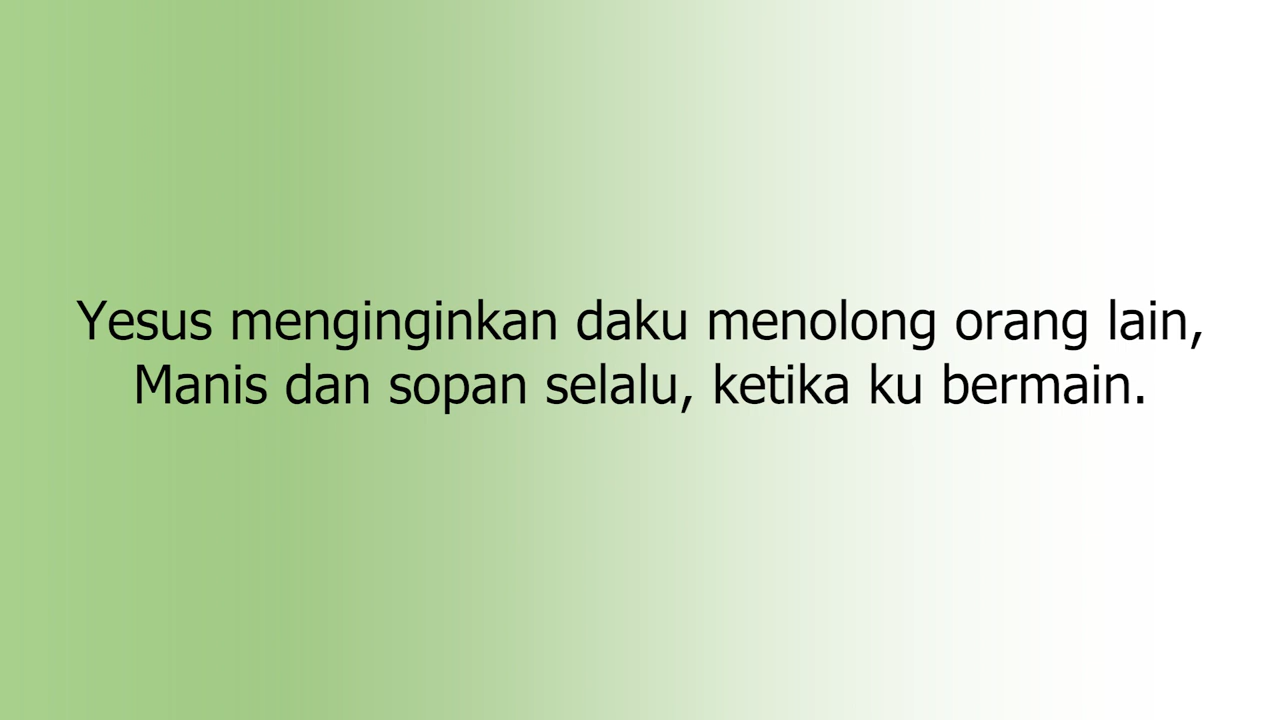 Yesus menginginkan daku menolong orang lain,
Manis dan sopan selalu, ketika ku bermain.